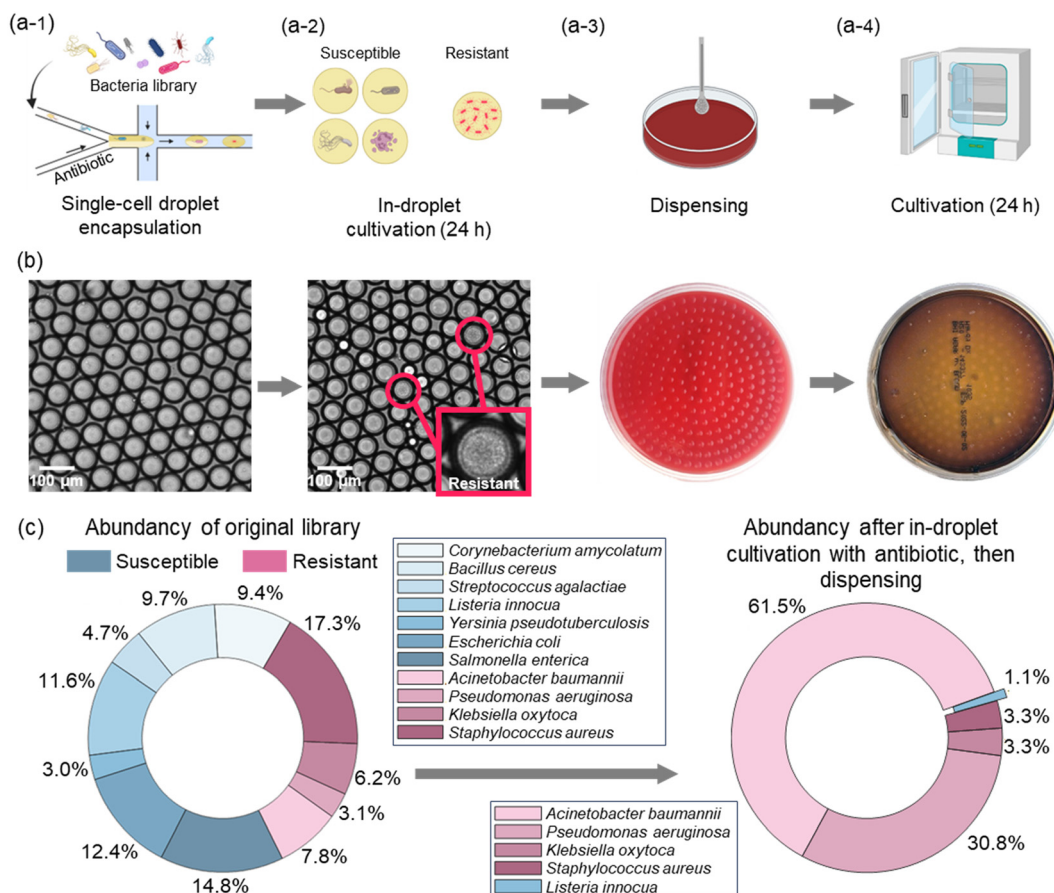 (a-1)
(a-2)
(a-3)
(a-4)
Bacteria library
Antibiotic
Single-cell droplet
encapsulation
Susceptible
Resistant
In-droplet
cultivation (24 h)
Dispensing
Cultivation (24 h)
(b)
100 µm
100 µm
Resistant
(c)
Abundancy of original library
Susceptible
Resistant
9.7%
9.4%
4.7%
17.3%
11.6%
3.0%
6.2%
3.1%
12.4%
7.8%
14.8%
Corynebacterium amycolatum
Bacillus cereus
Streptococcus agalactiae
Listeria innocua
Yersinia pseudotuberculosis
Escherichia coli
Salmonella enterica
Acinetobacter baumannii
Pseudomonas aeruginosa
Klebsiella oxytoca
Staphylococcus aureus
Acinetobacter baumannii
Pseudomonas aeruginosa
Klebsiella oxytoca
Staphylococcus aureus
Listeria innocua
Abundancy after in-droplet
cultivation with antibiotic, then
dispensing
61.5%
1.1%
3.3%
3.3%
30.8%